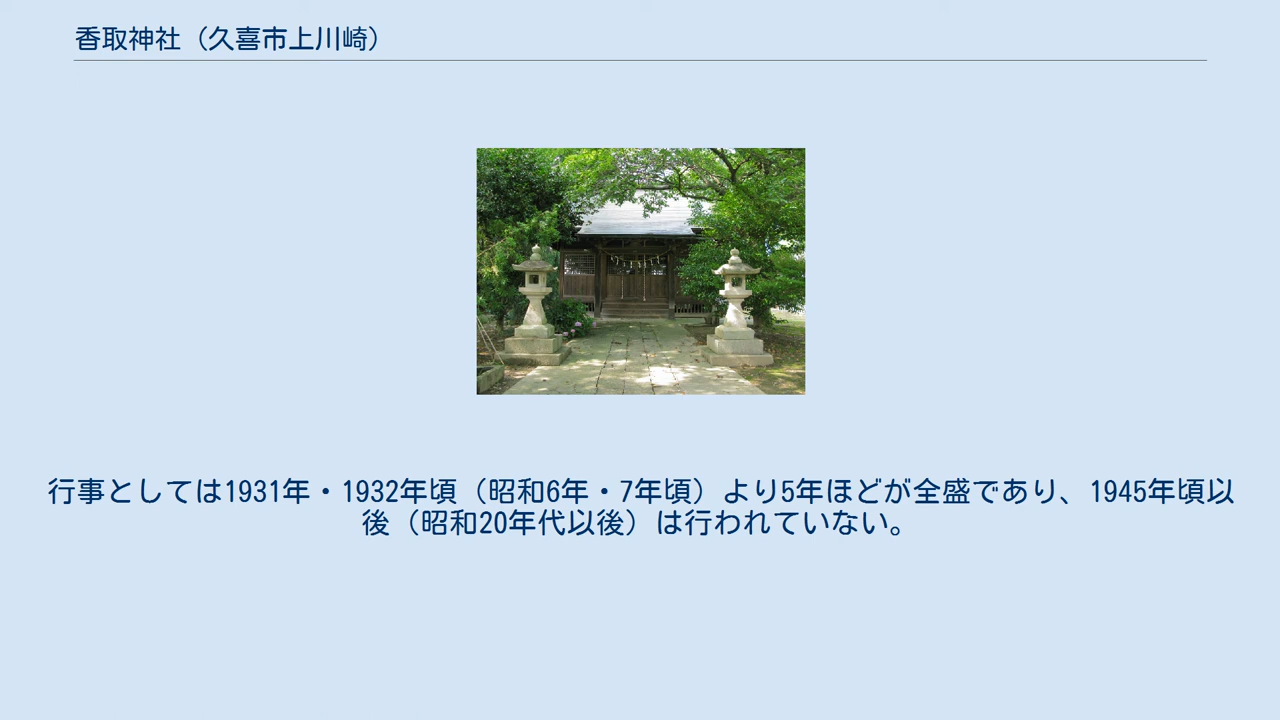 香取神社（久喜市上川崎）
行事としては1931年・1932年頃（昭和6年・7年頃）より5年ほどが全盛であり、1945年頃以
後（昭和20年代以後）は行われていない。